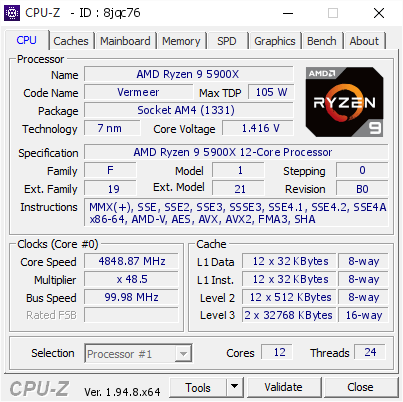 CPU-Z - ID : 8jqc76
CPU Caches Mainboard Memory SPD Graphics Bench About
Processor
Name AMD Ryzen 9 5900X
Code Name Vermeer Max TDP 105 W
Package Socket AM4 (1331)
Technology 7 nm Core Voltage 1.416 V
AMD
RYZEN
9
Specification AMD Ryzen 9 5900X 12-Core Processor
Family F Model 1 Stepping 0
Ext. Family 19 Ext. Model 21 Revision B0
Instructions MMX(+), SSE, SSE2, SSE3, SSSE3, SSE4.1, SSE4.2, SSE4A
x86-64, AMD-V, AES, AVX, AVX2, FMA3, SHA
Clocks (Core #0)
Core Speed 4848.87 MHz
Multiplier x 48.5
Bus Speed 99.98 MHz
Rated FSB
Cache
L1 Data 12 x 32 KBytes 8-way
L1 Inst. 12 x 32 KBytes 8-way
Level 2 12 x 512 KBytes 8-way
Level 3 2 x 32768 KBytes 16-way
Selection Processor #1 Cores 12 Threads 24
CPU-Z Ver. 1.94.8.x64 Tools Validate Close